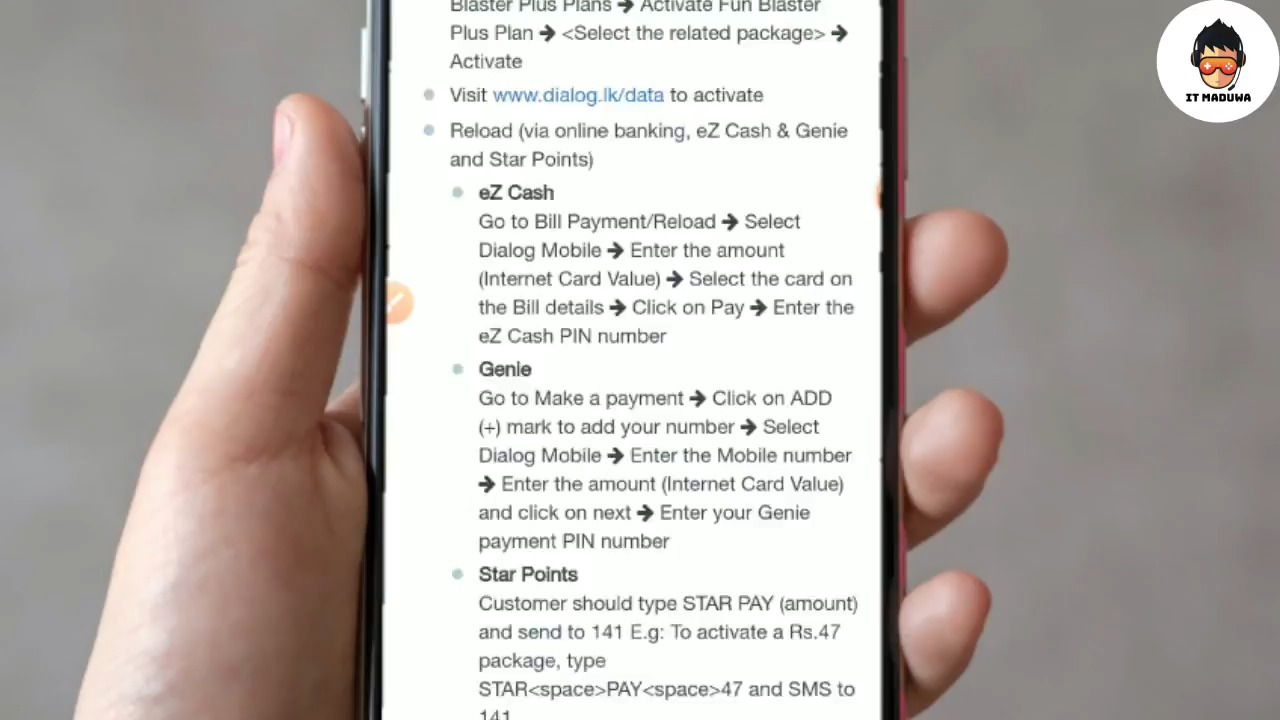 Blaster Plus Plans → Activate Fun Blaster
Plus Plan → <Select the related package> →
Activate
Visit www.dialog.lk/data to activate
Reload (via online banking, eZ Cash & Genie
and Star Points)
eZ Cash
Go to Bill Payment/Reload → Select
Dialog Mobile → Enter the amount
(Internet Card Value) → Select the card on
the Bill details → Click on Pay → Enter the
eZ Cash PIN number
Genie
Go to Make a payment → Click on ADD
(+) mark to add your number → Select
Dialog Mobile → Enter the Mobile number
→ Enter the amount (Internet Card Value)
and click on next → Enter your Genie
payment PIN number
Star Points
Customer should type STAR PAY (amount)
and send to 141 E.g: To activate a Rs.47
package, type
STAR<space>PAY<space>47 and SMS to
141
IT MADUWA